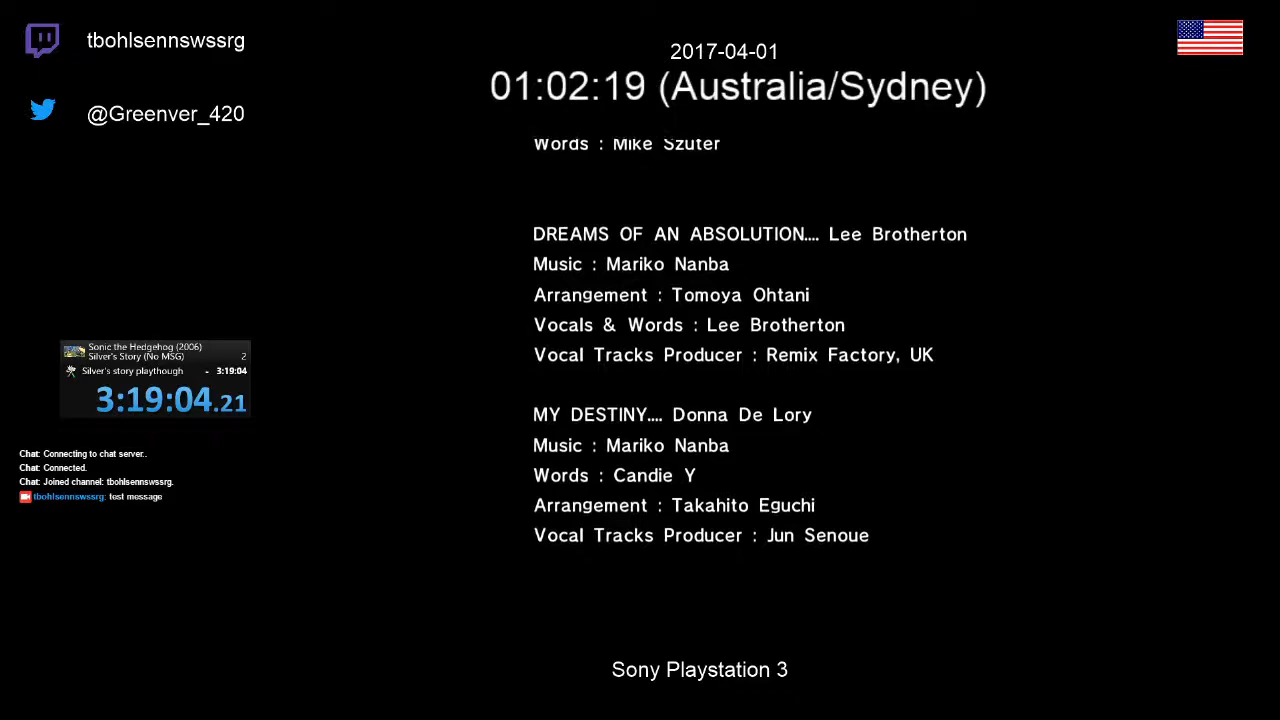 tbohlsennswssrg
@Greenver_420
2017-04-01
01:02:19 (Australia/Sydney)
Words : Mike Szuter
DREAMS OF AN ABSOLUTION.... Lee Brotherton
Music : Mariko Nanba
Arrangement : Tomoya Ohtani
Vocals & Words : Lee Brotherton
Vocal Tracks Producer : Remix Factory, UK
MY DESTINY.... Donna De Lory
Music : Mariko Nanba
Words : Candie Y
Arrangement : Takahito Eguchi
Vocal Tracks Producer : Jun Senoue
Sonic the Hedgehog (2006)
Silver's Story (No MSG) 2
Silver's story playthough - 3:19:04
3:19:04.21
Chat: Connecting to chat server..
Chat: Connected.
Chat: Joined channel: tbohlsennswssrg.
tbohlsennswssrg: test message
Sony Playstation 3